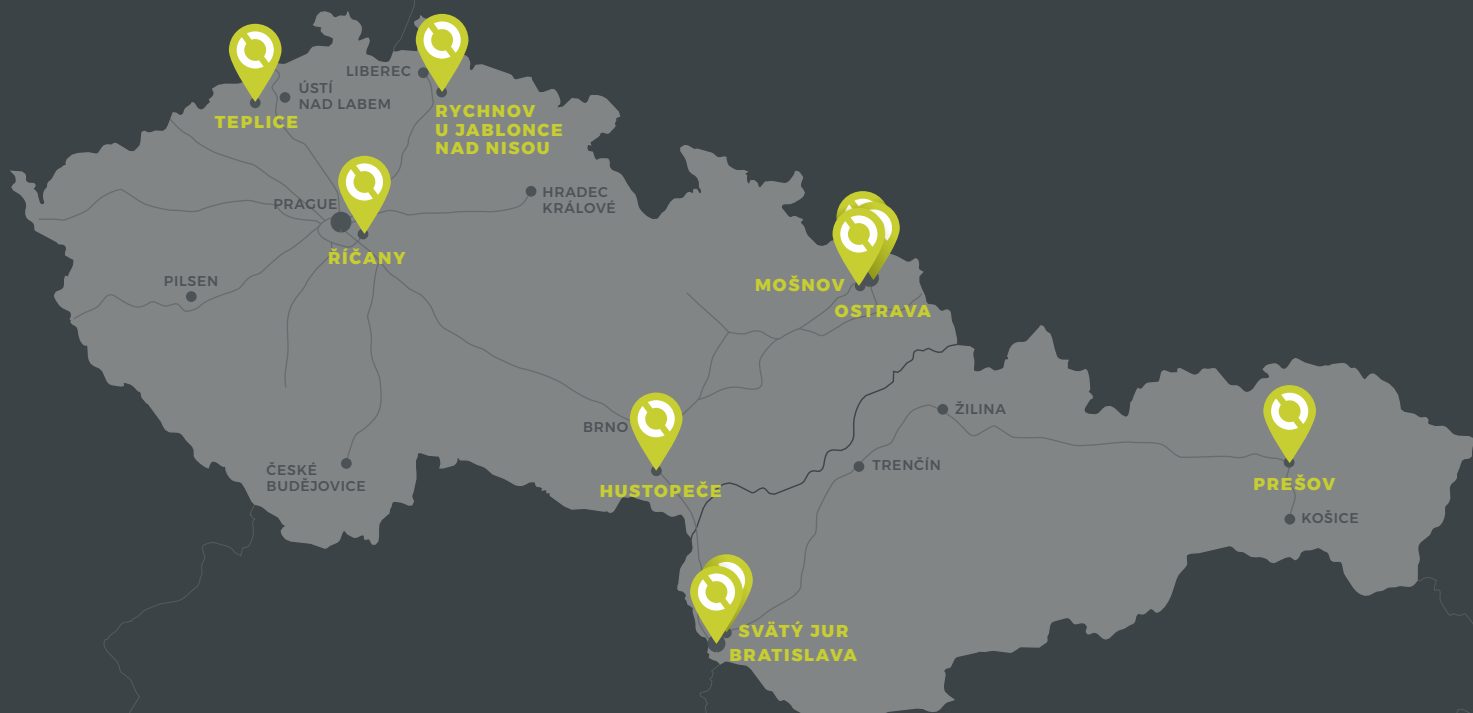 LIBEREC
ÚSTÍ
NAD LABEM
TEPLICE
RYCHNOV
U JABLONCE
NAD NISOU
PRAGUE
HRADEC
KRÁLOVÉ
ŘÍČANY
PILSEN
MOŠNOV
OSTRAVA
BRNO
ŽILINA
ČESKÉ
BUDĚJOVICE
TRENČÍN
HUSTOPEČE
PREŠOV
KOŠICE
SVÄTÝ JUR
BRATISLAVA